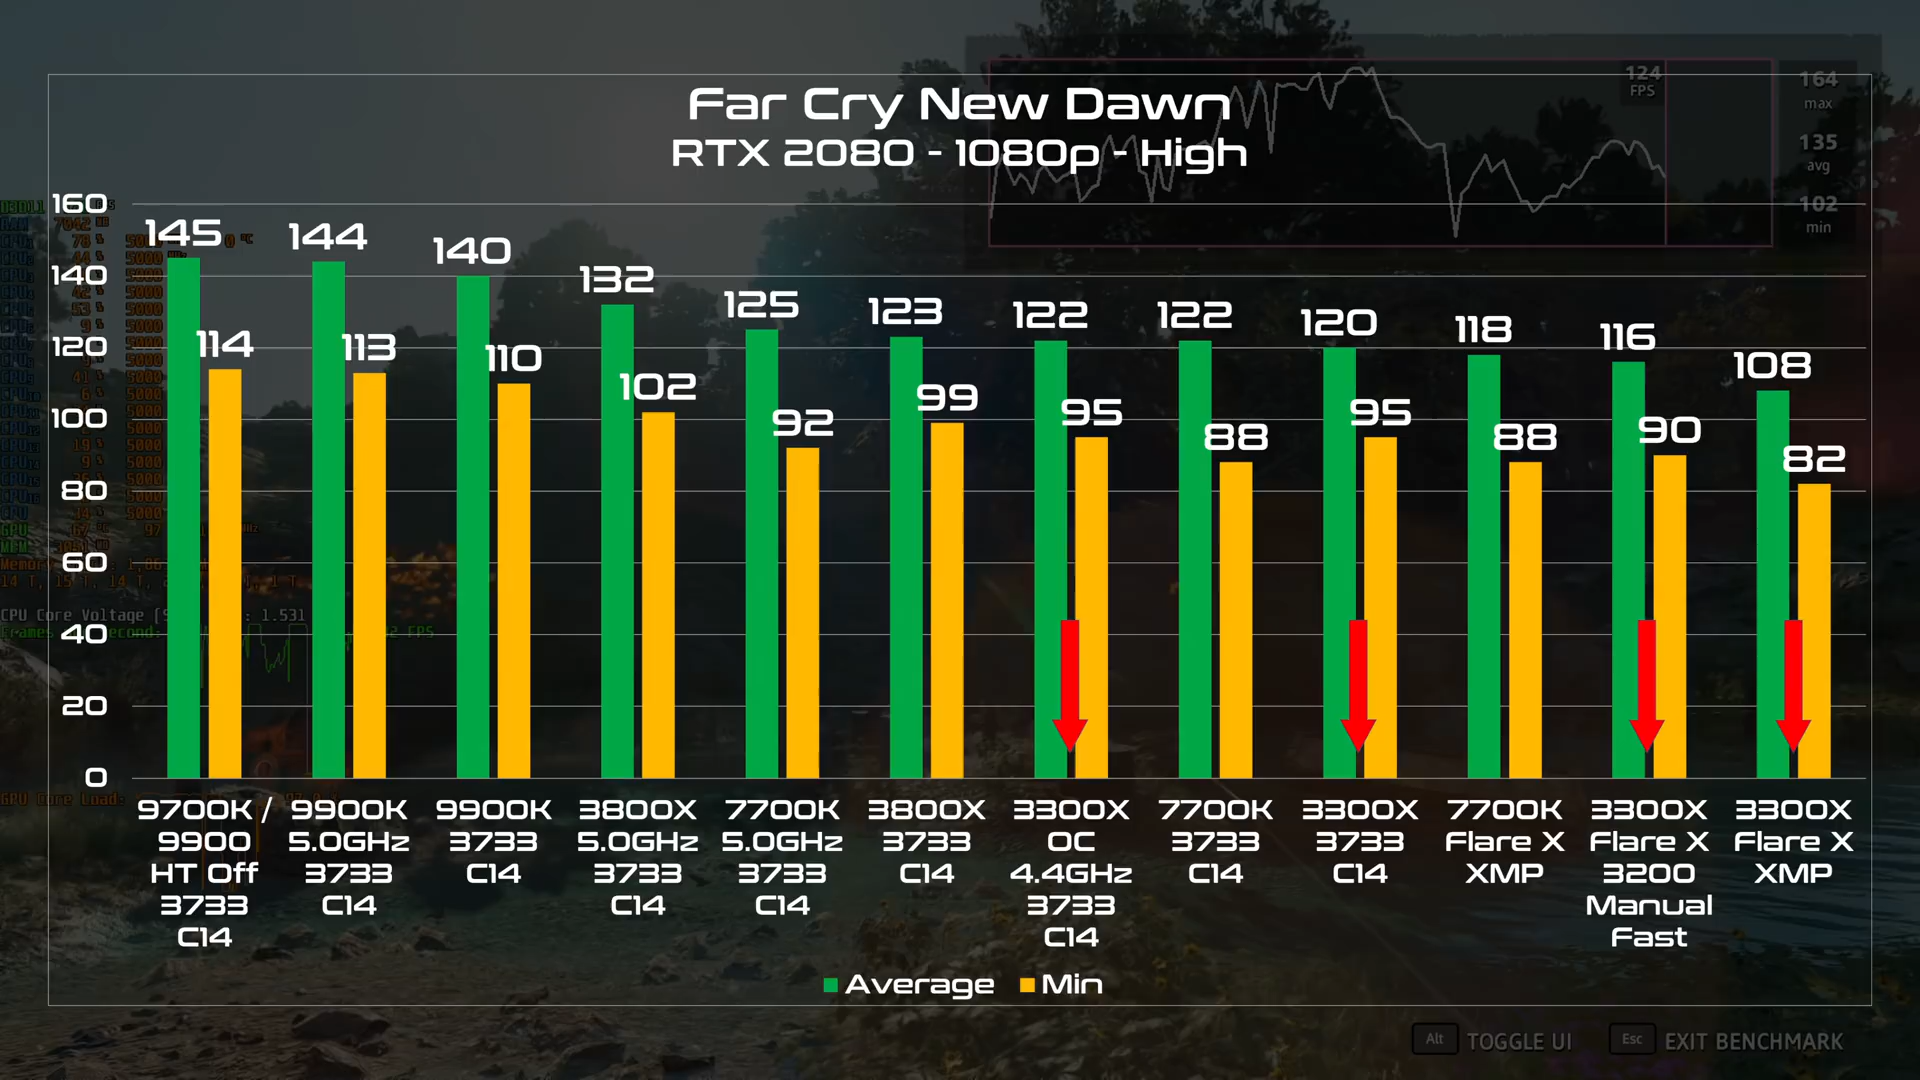 Far Cry New Dawn
RTX 2080 - 1080p - High
124
FPS
164
max
135
avg
102
min
160
140
120
100
80
60
40
20
0
145
114
144
113
140
110
132
102
125
92
123
99
122
95
122
88
120
95
118
88
116
90
108
82
9700K /
9900
HT Off
3733
C14
9900K
5.0GHz
3733
C14
9900K
3733
C14
3800X
5.0GHz
3733
C14
7700K
5.0GHz
3733
C14
3800X
3733
C14
3300X
OC
4.4GHz
3733
C14
7700K
3733
C14
3300X
3733
C14
7700K
Flare X
XMP
3300X
Flare X
3200
Manual
Fast
3300X
Flare X
XMP
Average
Min
CPU Core Voltage
: 1.531
Alt TOGGLE UI
Esc EXIT BENCHMARK